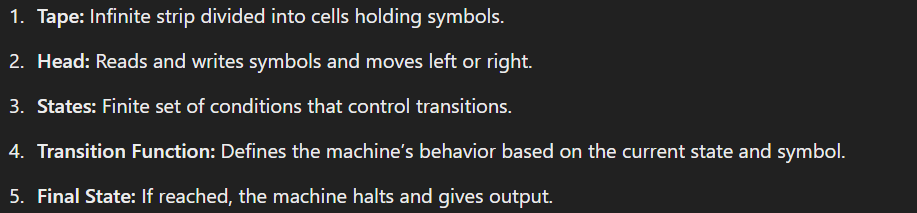 1. Tape: Infinite strip divided into cells holding symbols.
2. Head: Reads and writes symbols and moves left or right.
3. States: Finite set of conditions that control transitions.
4. Transition Function: Defines the machine’s behavior based on the current state and symbol.
5. Final State: If reached, the machine halts and gives output.